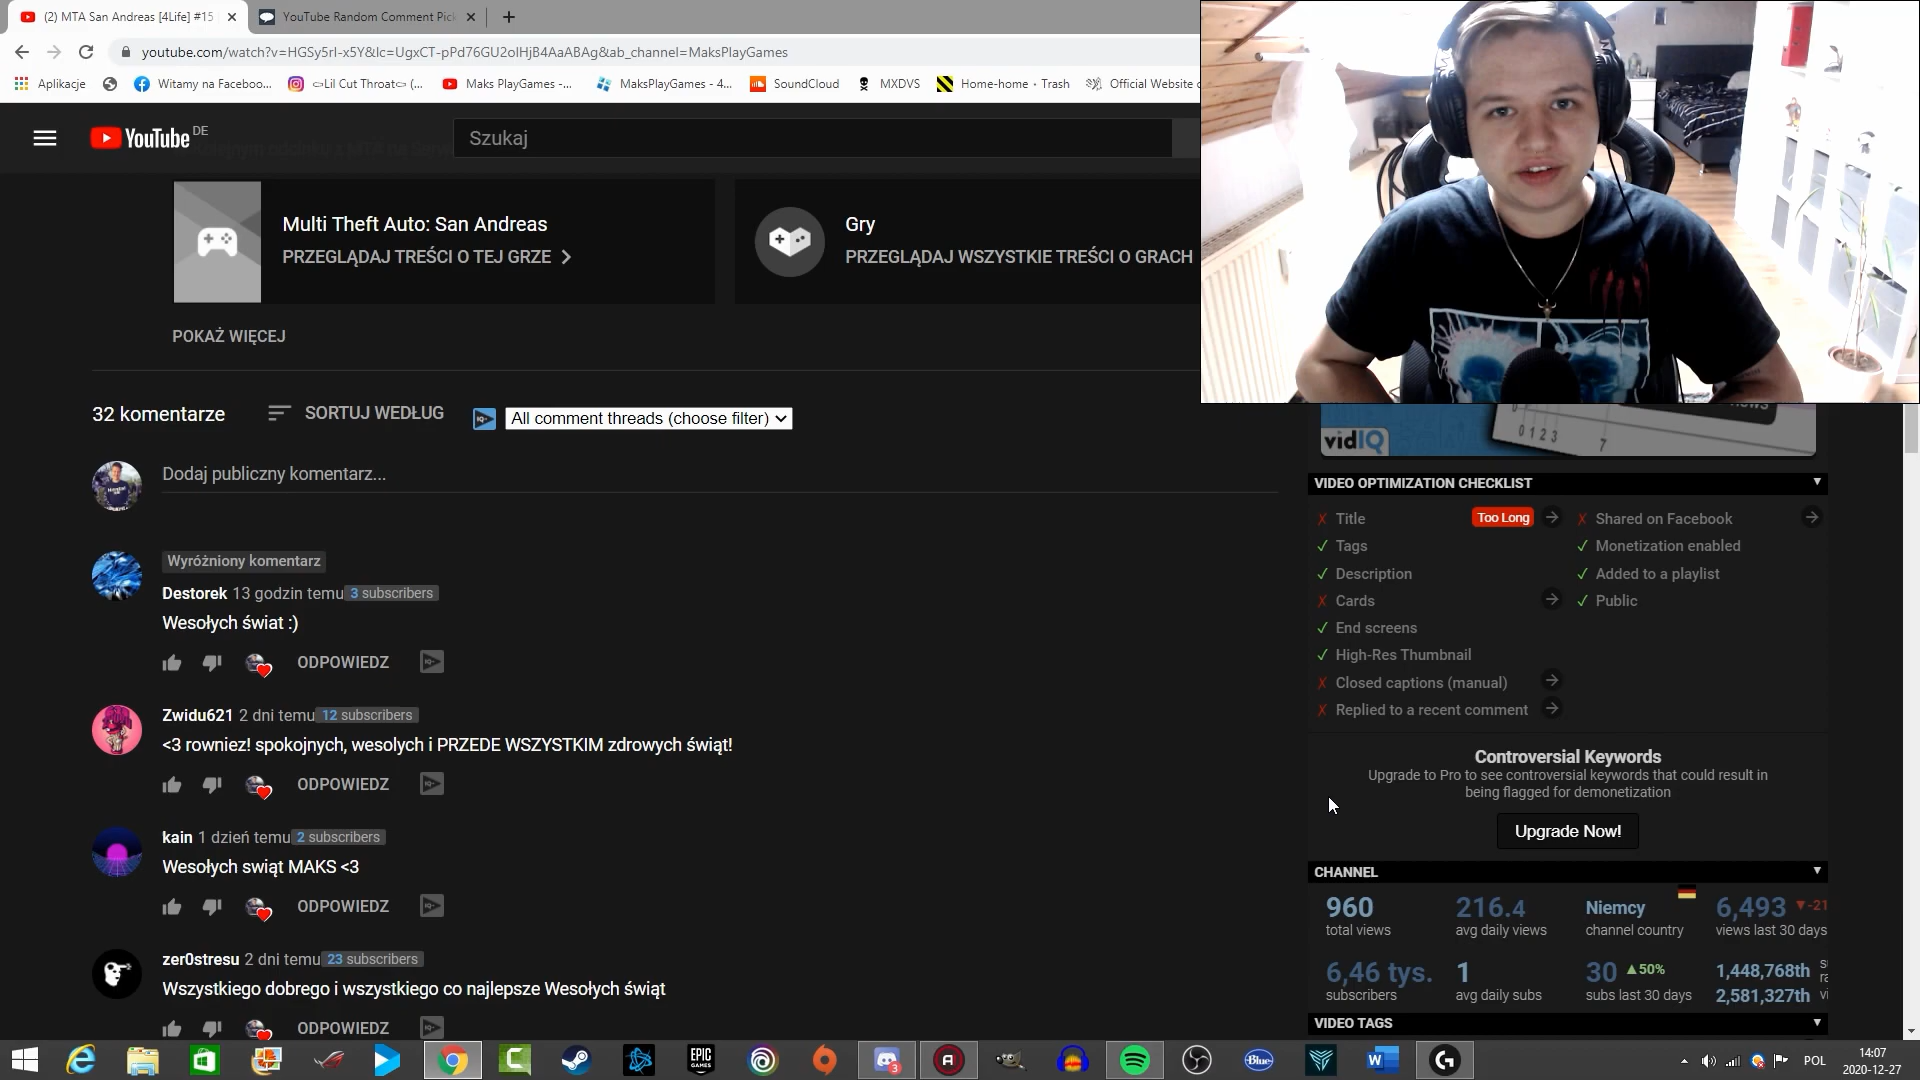 (2) MTA San Andreas [4Life] #15
YouTube Random Comment Pick
youtube.com/watch?v=HGSy5rI-x5Y&lc=UgxCT-pPd76GU2oIHjB4AaABAg&ab_channel=MaksPlayGames
Aplikacje
Witamy na Faceboo...
⊂Lil Cut Throat⊂ (...
Maks PlayGames -...
MaksPlayGames - 4...
SoundCloud
MXDVS
Home-home • Trash
Official Website
YouTube DE
Szukaj
Multi Theft Auto: San Andreas
PRZEGLĄDAJ TREŚCI O TEJ GRZE
Gry
PRZEGLĄDAJ WSZYSTKIE TREŚCI O GRACH
POKAŻ WIĘCEJ
32 komentarze
SORTUJ WEDŁUG
All comment threads (choose filter)
Dodaj publiczny komentarz...
Wyróżniony komentarz
Destorek 13 godzin temu 3 subscribers
Wesołych świat :)
ODPOWIEDZ
Zwidu621 2 dni temu 12 subscribers
<3 rowniez! spokojnych, wesolych i PRZEDE WSZYSTKIM zdrowych świąt!
ODPOWIEDZ
kain 1 dzień temu 2 subscribers
Wesołych swiąt MAKS <3
ODPOWIEDZ
zer0stresu 2 dni temu 23 subscribers
Wszystkiego dobrego i wszystkiego co najlepsze Wesołych świąt
ODPOWIEDZ
0123 7
vidIQ
VIDEO OPTIMIZATION CHECKLIST
Title Too Long
Shared on Facebook
Tags
Monetization enabled
Description
Added to a playlist
Cards
Public
End screens
High-Res Thumbnail
Closed captions (manual)
Replied to a recent comment
Controversial Keywords
Upgrade to Pro to see controversial keywords that could result in
being flagged for demonetization
Upgrade Now!
CHANNEL
960 216.4 Niemcy 6,493 ▼-21
total views avg daily views channel country views last 30 days
6,46 tys. 1 30 ▲50% 1,448,768th
subscribers avg daily subs subs last 30 days 2,581,327th
VIDEO TAGS
EPIC GAMES
3
Blue
POL
14:07
2020-12-27